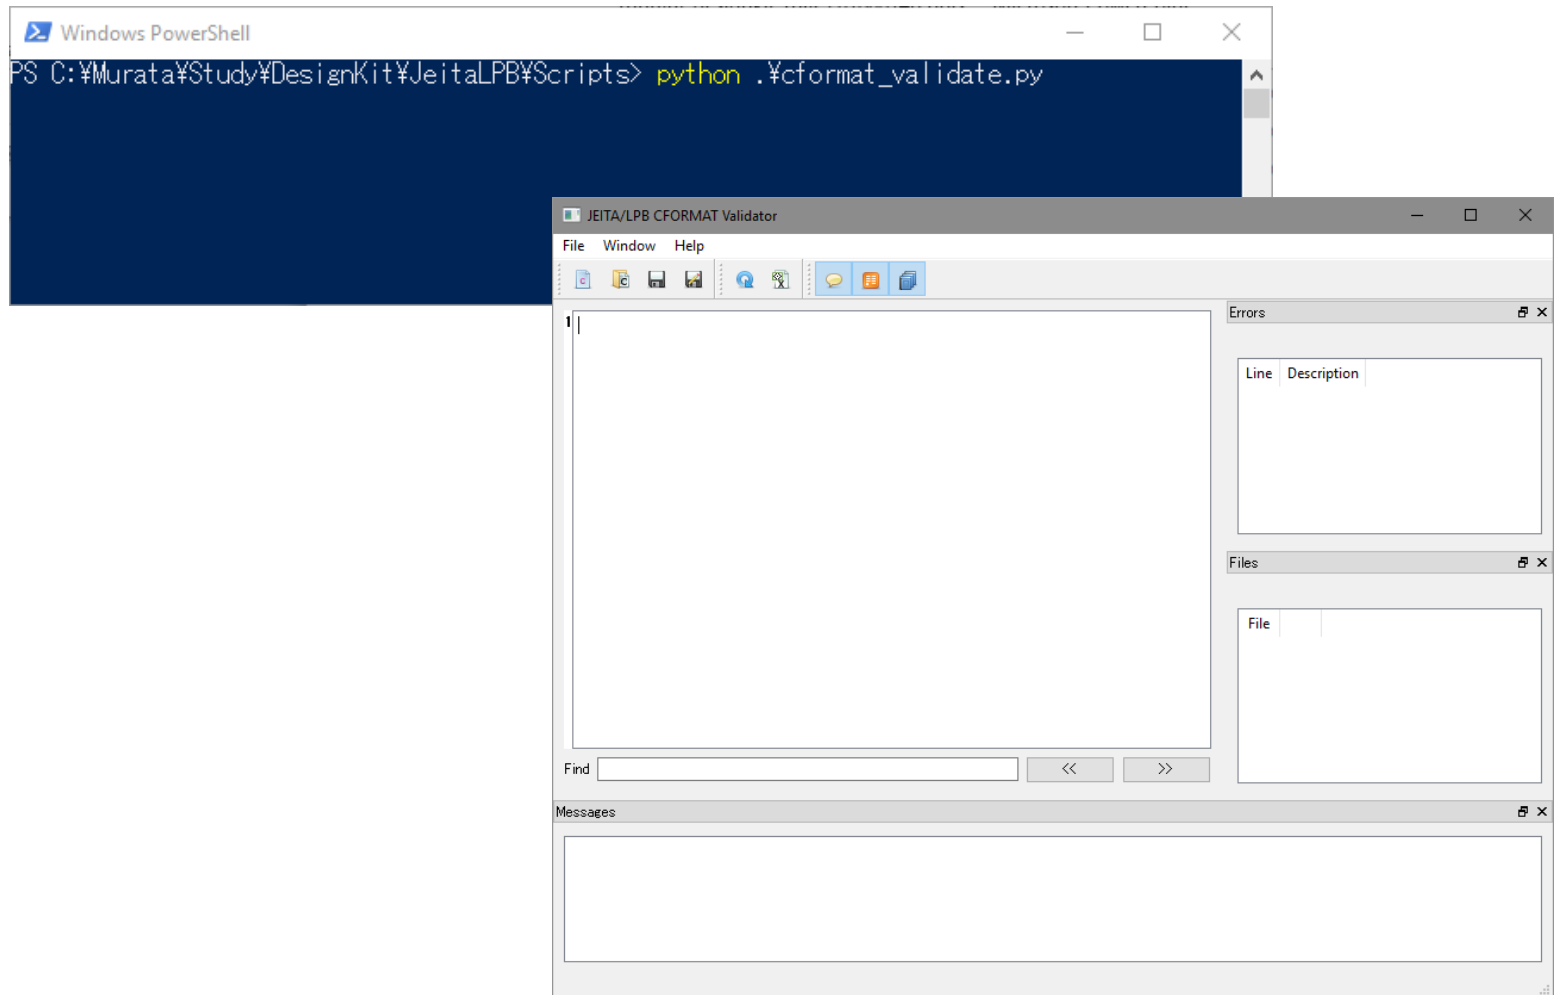 Windows PowerShell
PS C:¥Murata¥Study¥DesignKit¥JeitaLPB¥Scripts> python .¥cformat_validate.py
JEITA/LPB CFORMAT Validator
File Window Help
1
Errors
Line Description
Files
File
Find
<< >>
Messages